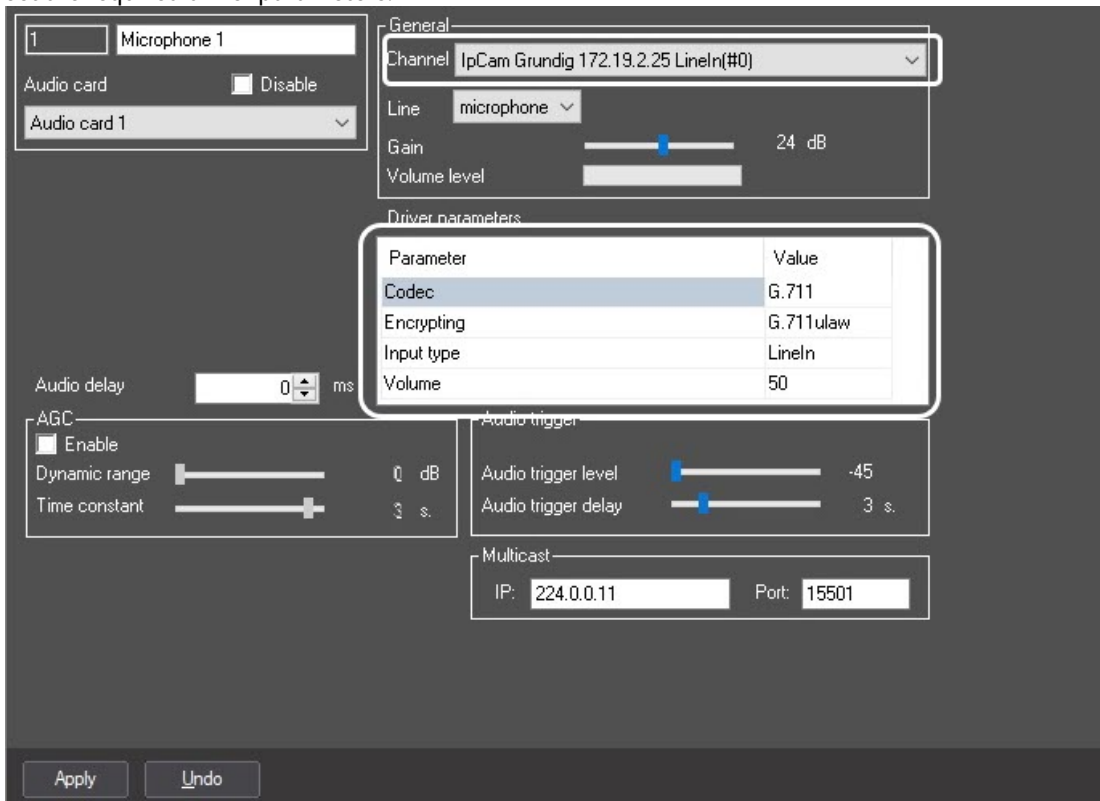 1 Microphone 1
Audio card Disable
Audio card 1
General
Channel IpCam Grundig 172.19.2.25 LineIn(#0)
Line microphone
Gain 24 dB
Volume level
Driver parameters
Parameter Value
Codec G.711
Encrypting G.711ulaw
Input type LineIn
Volume 50
Audio delay 0 ms
AGC
Enable
Dynamic range 0 dB
Time constant 3 s.
Audio trigger
Audio trigger level -45
Audio trigger delay 3 s.
Multicast
IP: 224.0.0.11 Port: 15501
Apply Undo